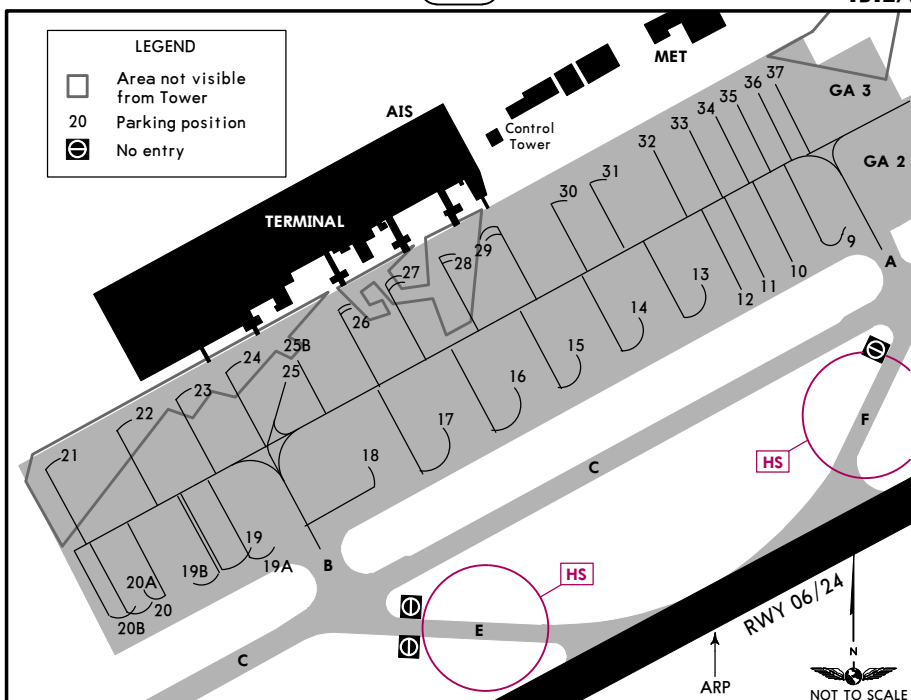 LEGEND
Area not visible
from Tower
20 Parking position
No entry
MET
AIS
Control
Tower
TERMINAL
GA 3
GA 2
37
36
35
34
33
32
31
30
29
28
27
26
25B
25
24
23
22
21
9
10
11
12
13
14
15
16
17
18
19
19A
19B
20A
20
20B
A
B
C
C
E
F
HS
HS
RWY 06/24
ARP
N
NOT TO SCALE